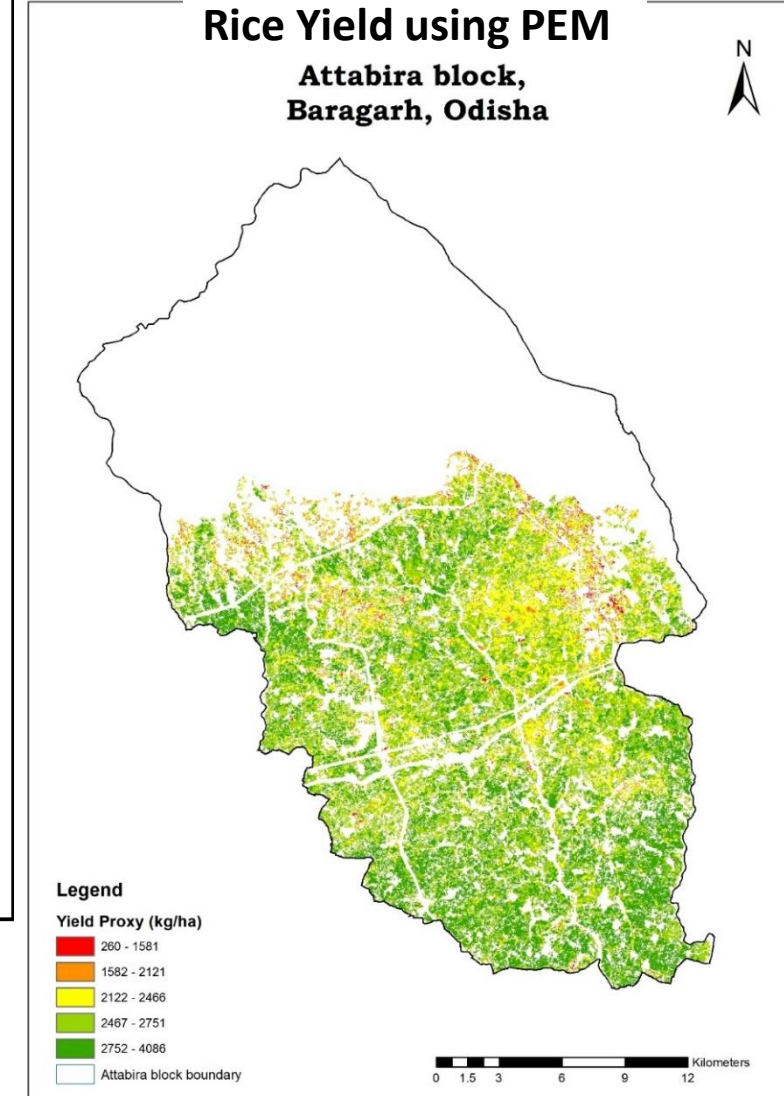 Rice Yield using PEM
Attabira block,
Baragarh, Odisha
N
Legend
Yield Proxy (kg/ha)
260 - 1581
1582 - 2121
2122 - 2466
2467 - 2751
2752 - 4086
Attabira block boundary
Kilometers
0 1.5 3 6 9 12